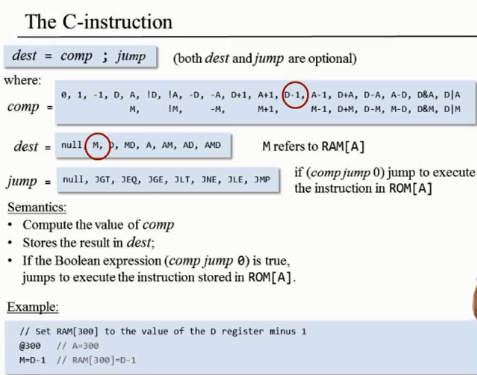 The C-instruction
dest = comp ; jump (both dest and jump are optional)
where:
0, 1, -1, D, A, !D, !A, -D, -A, D+1, A+1, D-1, A-1, D+A, D-A, A-D, D&A, D|A
comp =
M, !M, -M, M+1, M-1, D+M, D-M, M-D, D&M, D|M
dest = null, M, D, MD, A, AM, AD, AMD M refers to RAM[A]
jump = null, JGT, JEQ, JGE, JLT, JNE, JLE, JMP if (comp jump 0) jump to execute
the instruction in ROM[A]
Semantics:
• Compute the value of comp
• Stores the result in dest;
• If the Boolean expression (comp jump 0) is true,
jumps to execute the instruction stored in ROM[A].
Example:
// Set RAM[300] to the value of the D register minus 1
@300 // A=300
M=D-1 // RAM[300]=D-1